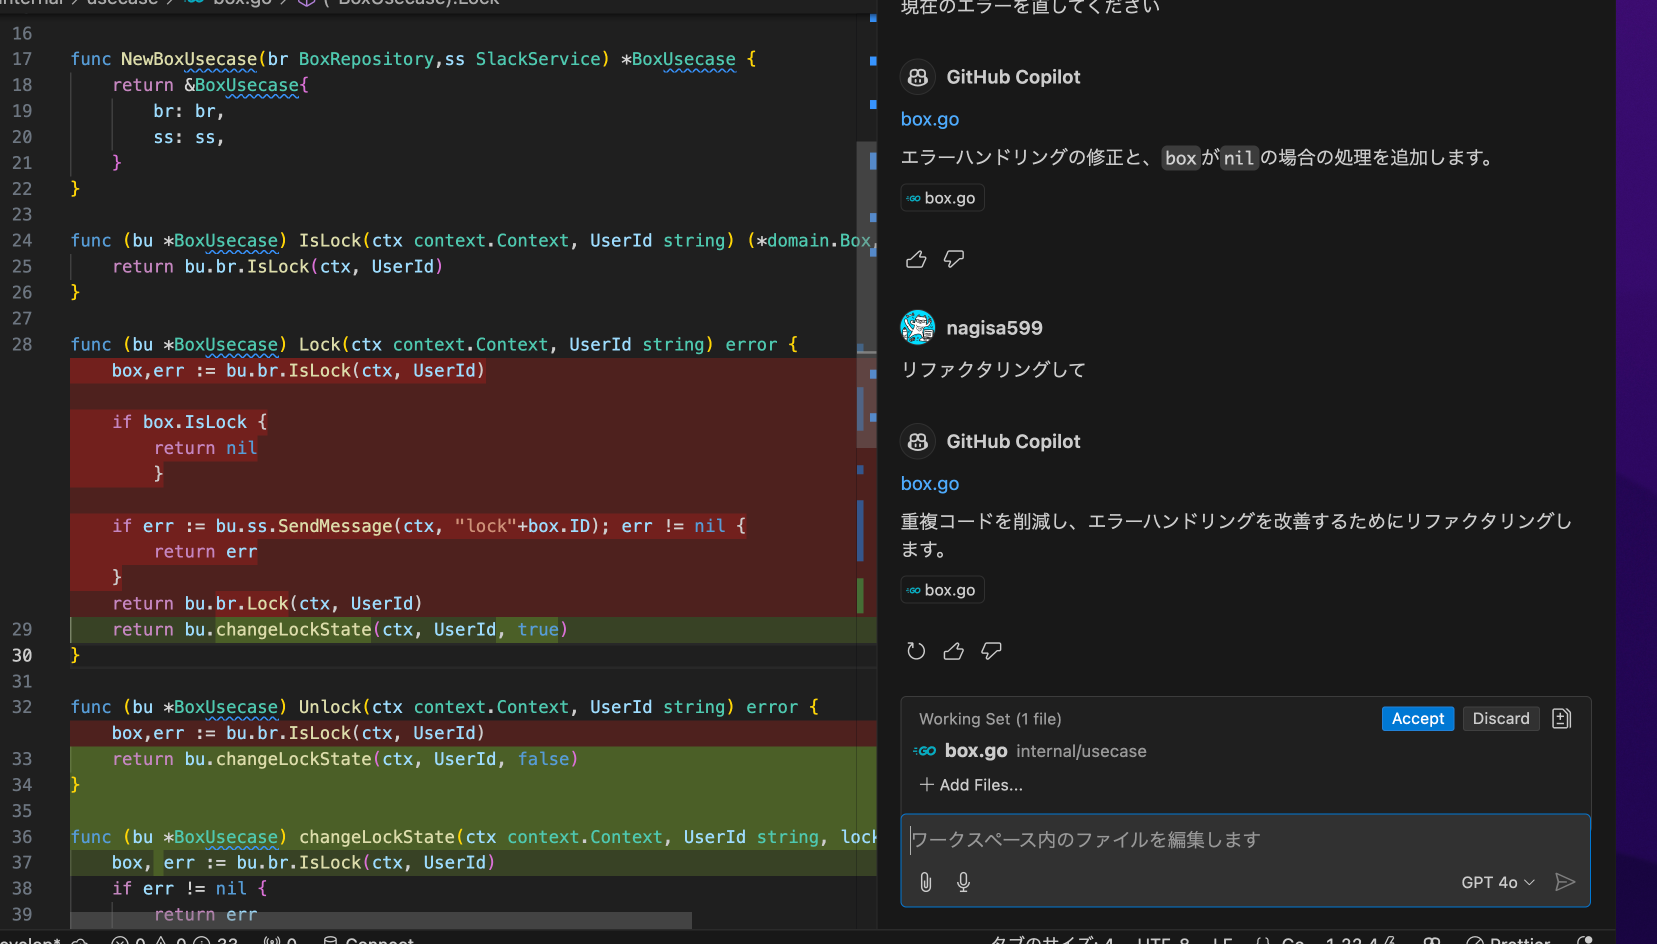 internal > usecase > box.go > (*BoxUsecase).Lock
16
17 func NewBoxUsecase(br BoxRepository,ss SlackService) *BoxUsecase {
18 return &BoxUsecase{
19 br: br,
20 ss: ss,
21 }
22 }
23
24 func (bu *BoxUsecase) IsLock(ctx context.Context, UserId string) (*domain.Box,
25 return bu.br.IsLock(ctx, UserId)
26 }
27
28 func (bu *BoxUsecase) Lock(ctx context.Context, UserId string) error {
box,err := bu.br.IsLock(ctx, UserId)
if box.IsLock {
return nil
}
if err := bu.ss.SendMessage(ctx, "lock"+box.ID); err != nil {
return err
}
return bu.br.Lock(ctx, UserId)
29 return bu.changeLockState(ctx, UserId, true)
30 }
31
32 func (bu *BoxUsecase) Unlock(ctx context.Context, UserId string) error {
box,err := bu.br.IsLock(ctx, UserId)
33 return bu.changeLockState(ctx, UserId, false)
34 }
35
36 func (bu *BoxUsecase) changeLockState(ctx context.Context, UserId string, lock
37 box, err := bu.br.IsLock(ctx, UserId)
38 if err != nil {
39 return err
現在のエラーを直してください
GitHub Copilot
box.go
エラーハンドリングの修正と、boxがnilの場合の処理を追加します。
box.go
nagisa599
リファクタリングして
GitHub Copilot
box.go
重複コードを削減し、エラーハンドリングを改善するためにリファクタリングし
ます。
box.go
Working Set (1 file) Accept Discard
box.go internal/usecase
Add Files...
ワークスペース内のファイルを編集します
GPT 4o
evelop* 0 0 22 0 Connect タブのサイズ: 4 UTF-8 LF {} Go 1.22.4 Prettier